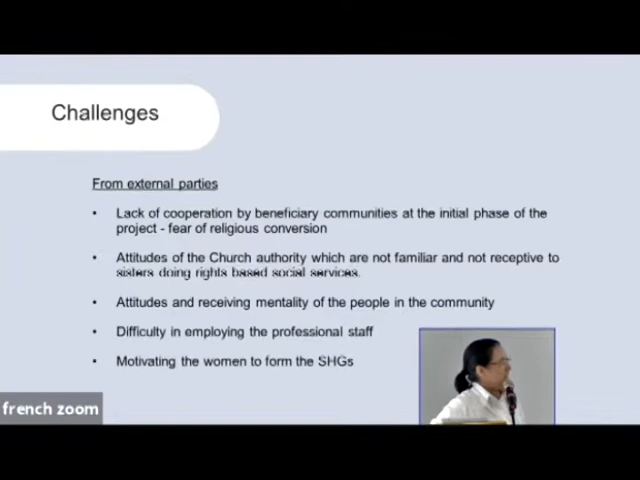 Challenges
From external parties
• Lack of cooperation by beneficiary communities at the initial phase of the
project - fear of religious conversion
• Attitudes of the Church authority which are not familiar and not receptive to
sisters doing rights based social services.
• Attitudes and receiving mentality of the people in the community
• Difficulty in employing the professional staff
• Motivating the women to form the SHGs
french zoom